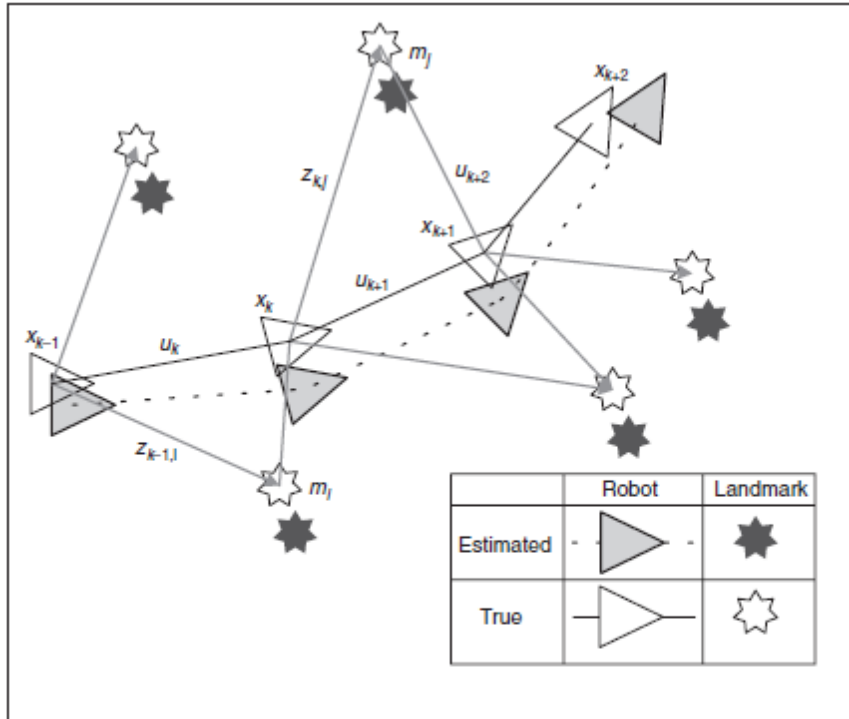 m_j
x_{k+2}
z_{k,j}
u_{k+2}
x_{k+1}
u_{k+1}
x_k
x_{k−1}
u_k
z_{k−1,i}
m_i
Robot Landmark
Estimated
True